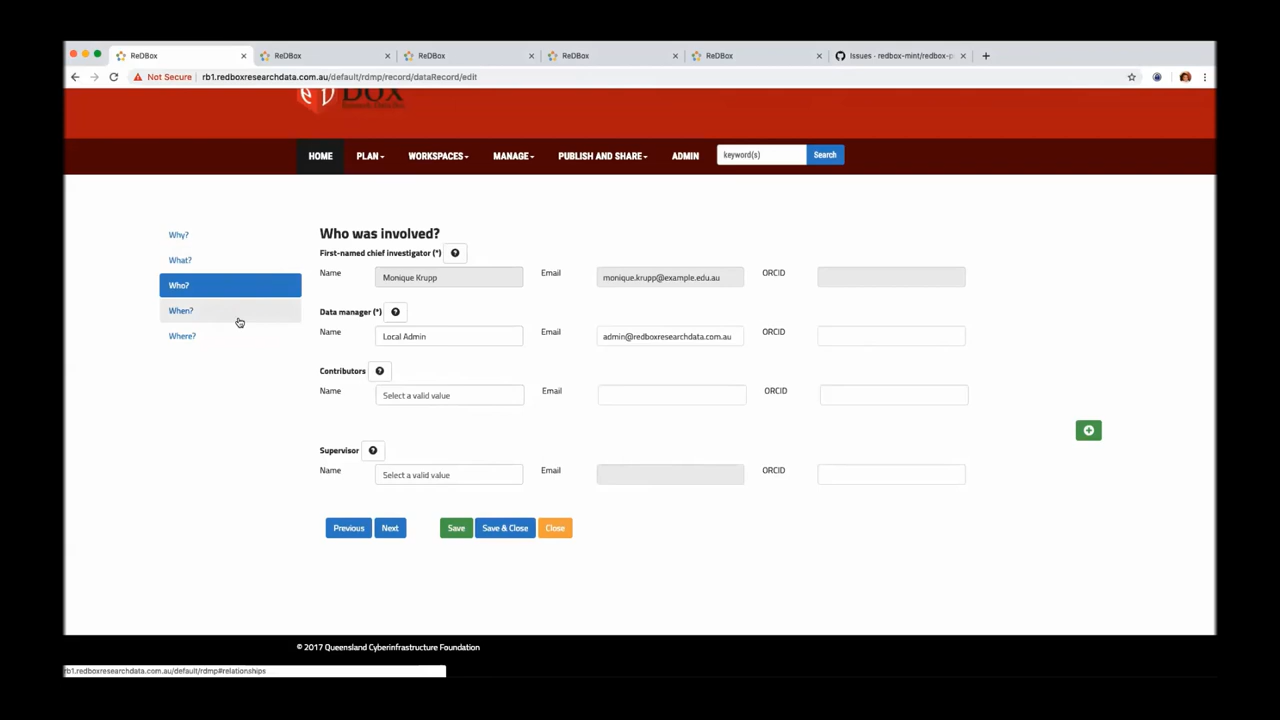 ReDBox
ReDBox
ReDBox
ReDBox
ReDBox
Issues · redbox-mint/redbox-p
Not Secure rb1.redboxresearchdata.com.au/default/rdmp/record/dataRecord/edit
HOME PLAN WORKSPACES MANAGE PUBLISH AND SHARE ADMIN keyword(s) Search
Why?
What?
Who?
When?
Where?
Who was involved?
First-named chief investigator (*)
Name Monique Krupp Email monique.krupp@example.edu.au ORCID
Data manager (*)
Name Local Admin Email admin@redboxresearchdata.com.au ORCID
Contributors
Name Select a valid value Email ORCID
Supervisor
Name Select a valid value Email ORCID
Previous Next Save Save & Close Close
© 2017 Queensland Cyberinfrastructure Foundation
rb1.redboxresearchdata.com.au/default/rdmp#relationships